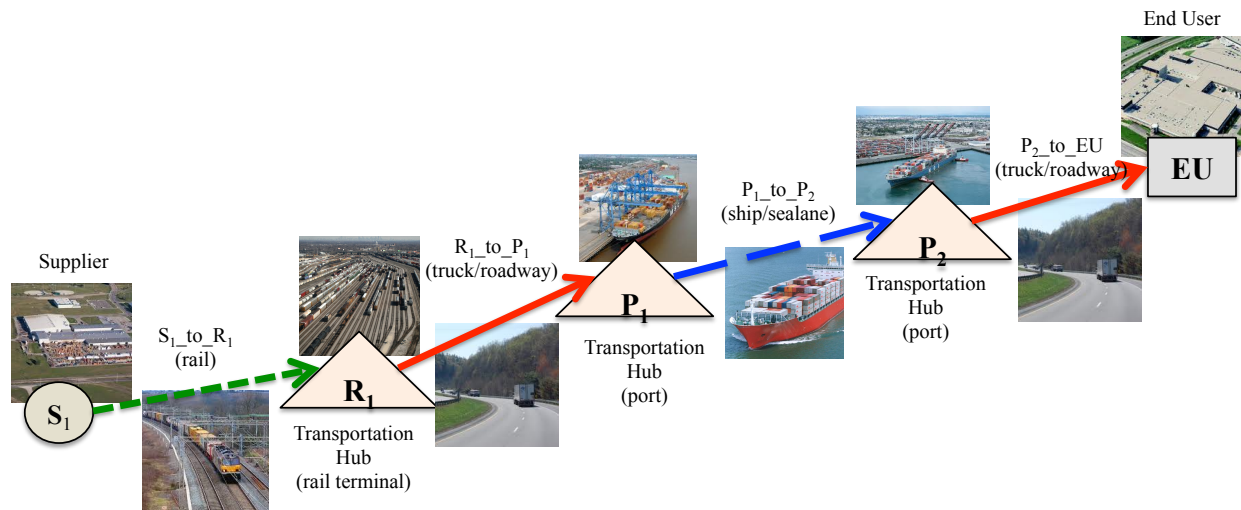 Supplier
S₁
S₁_to_R₁
(rail)
R₁
Transportation
Hub
(rail terminal)
R₁_to_P₁
(truck/roadway)
P₁
Transportation
Hub
(port)
P₁_to_P₂
(ship/sealane)
P₂
Transportation
Hub
(port)
P₂_to_EU
(truck/roadway)
End User
EU